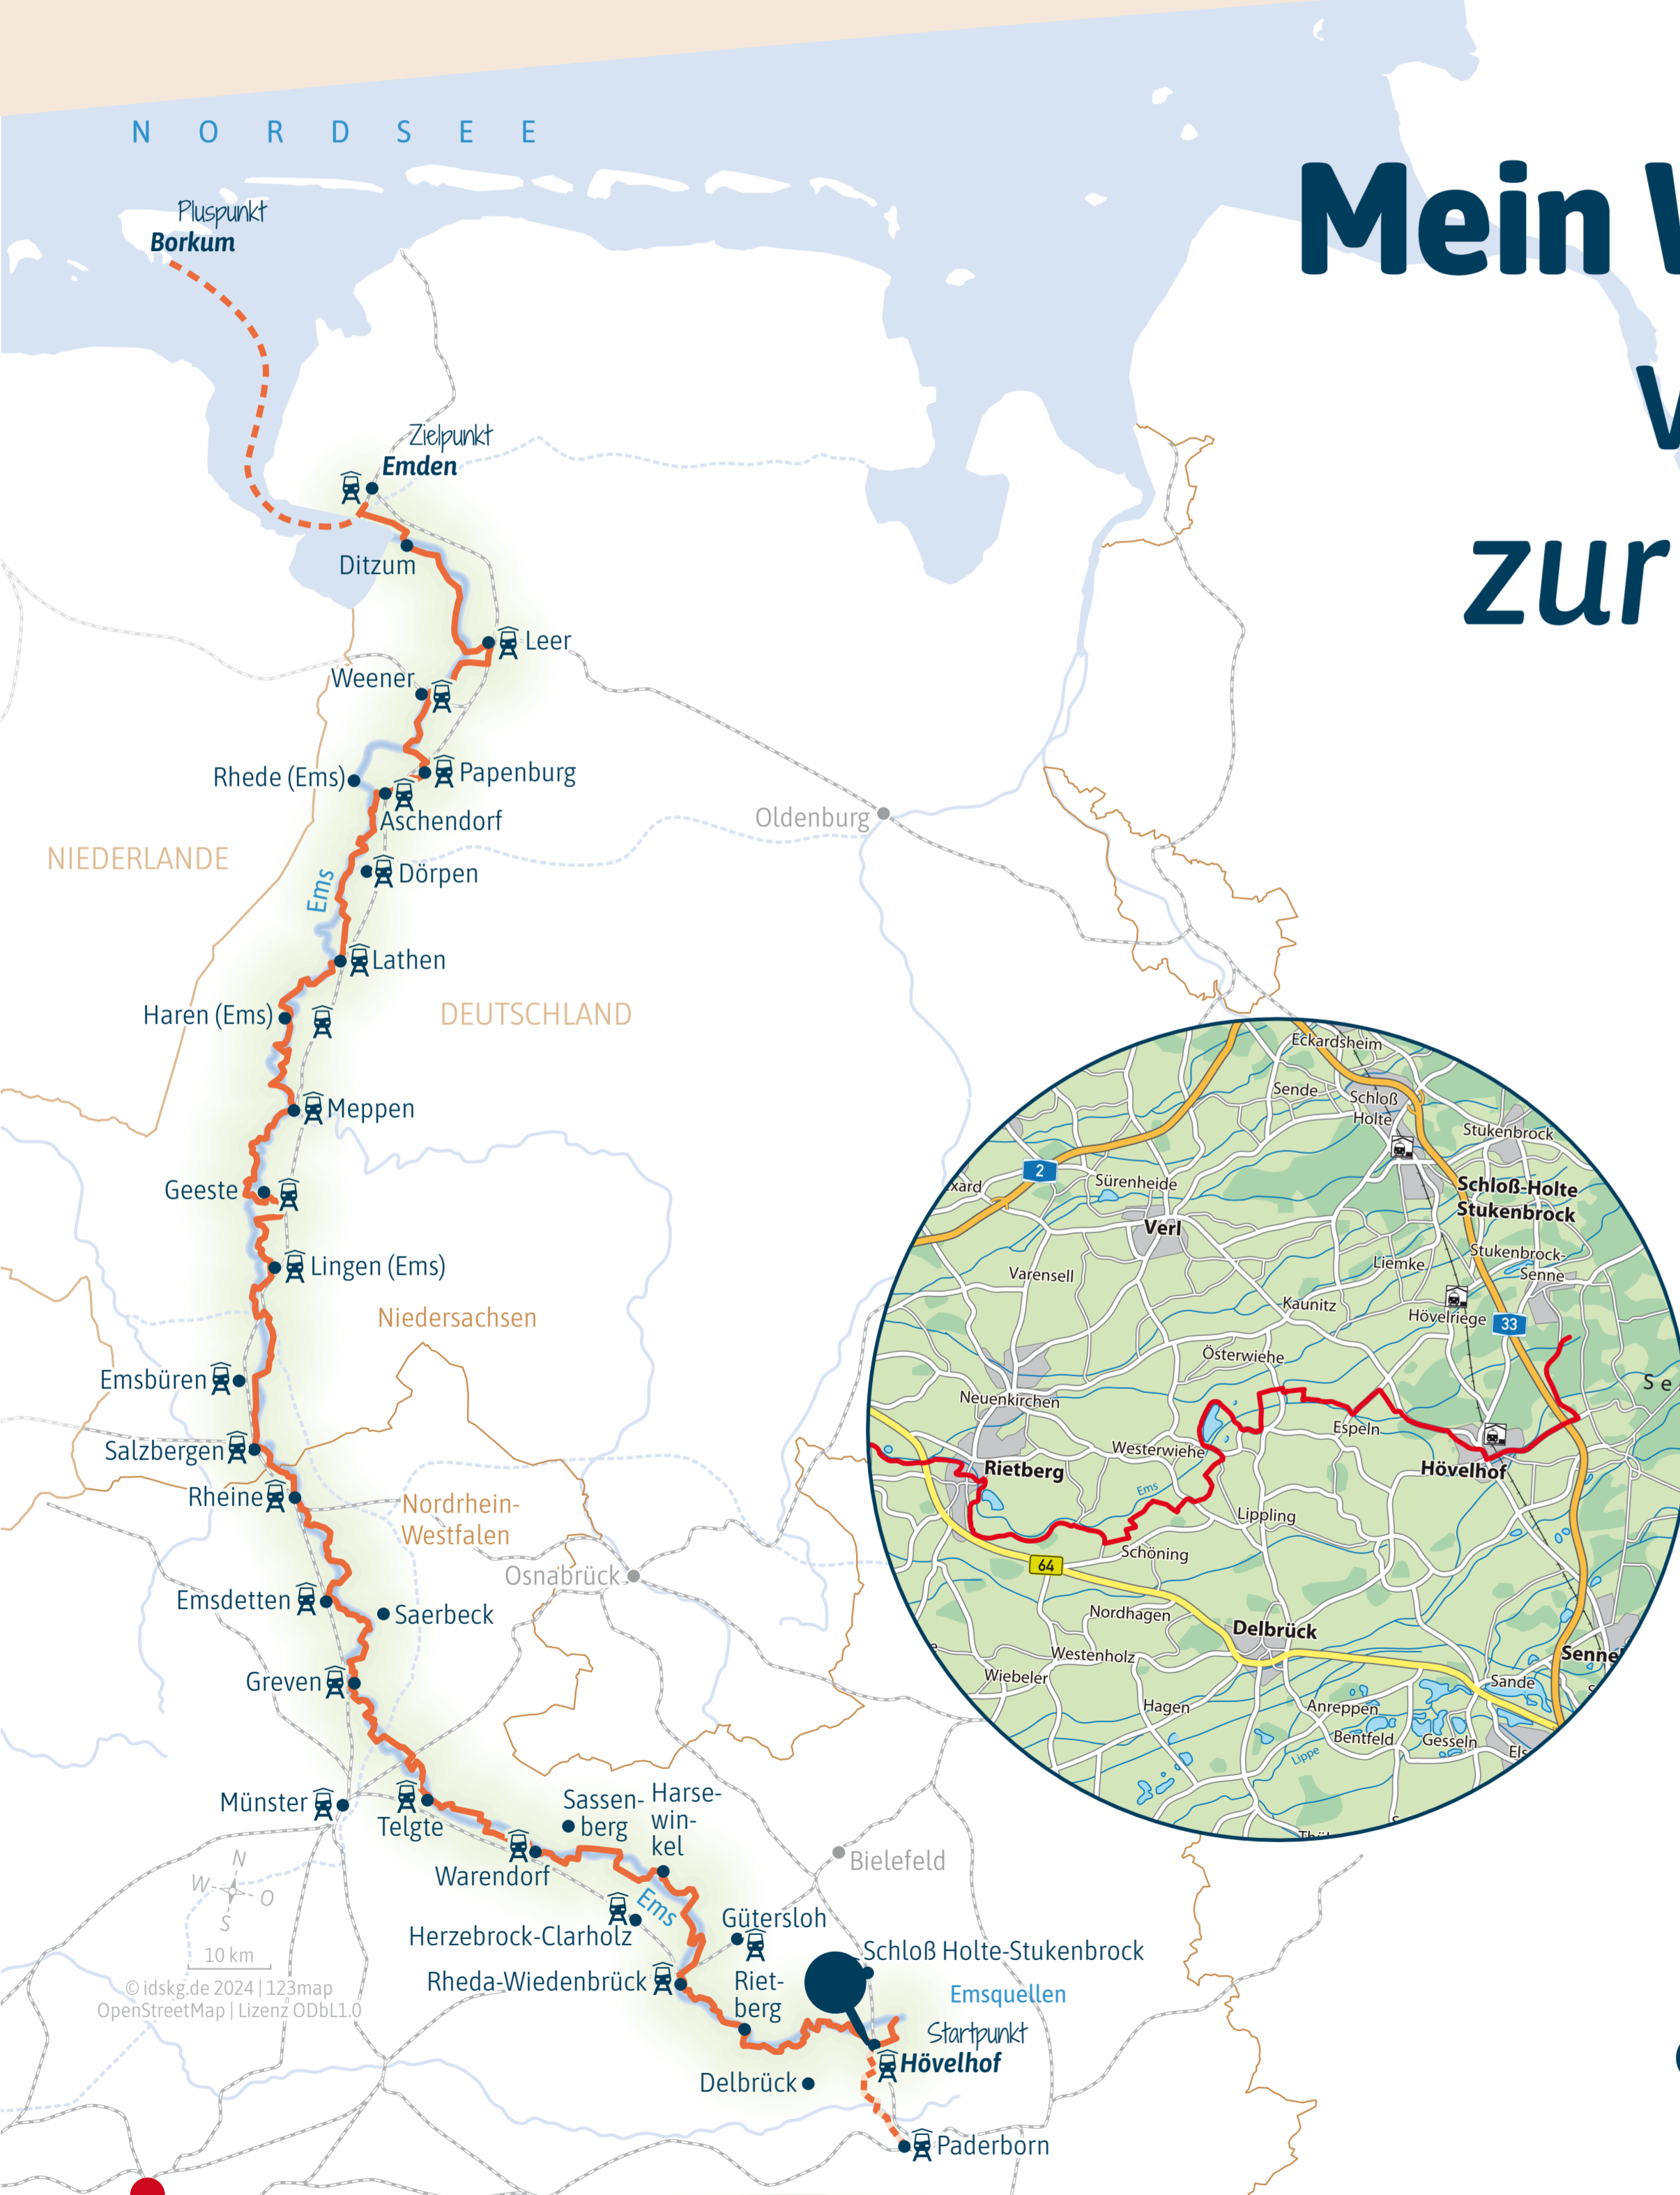 NORDSEE
Mein
Pluspunkt
Borkum
Zielpunkt
Emden
zur
Ditzum
Leer
Weener
Rhede (Ems)
Papenburg
Aschendorf
Oldenburg
NIEDERLANDE
Dörpen
Ems
Lathen
Haren (Ems)
DEUTSCHLAND
Meppen
Geeste
Lingen (Ems)
Niedersachsen
Emsbüren
Salzbergen
Rheine
Nordrhein-
Westfalen
Osnabrück
Emsdetten
Saerbeck
Greven
Münster
Telgte
Sassen-
berg
Harse-
win-
kel
Warendorf
Bielefeld
Ems
Herzebrock-Clarholz
Gütersloh
Rheda-Wiedenbrück
Riet-
berg
Schloß Holte-Stukenbrock
Emsquellen
Startpunkt
Hövelhof
Delbrück
Paderborn
N
W
O
S
10 km
© idskg.de 2024 | 123map
OpenStreetMap | Lizenz ODbL1.0
Eckardsheim
Sende
Schloß
Holte
Stukenbrock
2
Sürenheide
Schloß-Holte
Stukenbrock
Verl
Varensell
Liemke
Stukenbrock-
Senne
Kaunitz
Hövelriege
33
Österwiehe
Neuenkirchen
Espeln
Westerwiehe
Rietberg
Hövelhof
Ems
Lippling
Schöning
64
Nordhagen
Delbrück
Westenholz
Wiebeler
Sande
Hagen
Anreppen
Bentfeld
Gesseln
Lippe